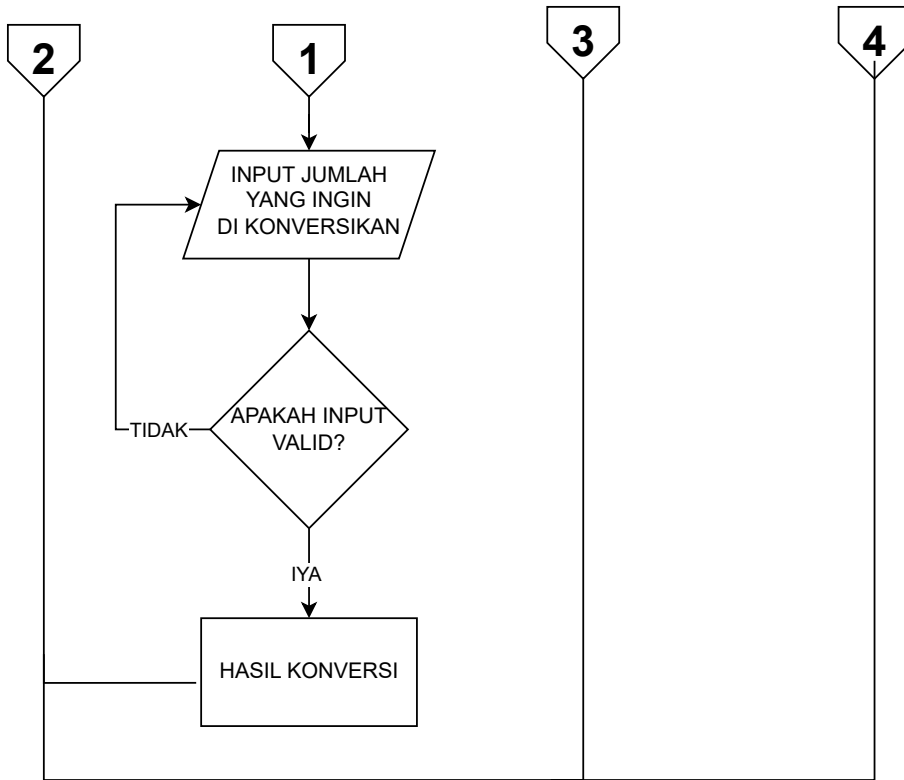 2
1
3
4
INPUT JUMLAH
YANG INGIN
DI KONVERSIKAN
APAKAH INPUT
VALID?
TIDAK
IYA
HASIL KONVERSI